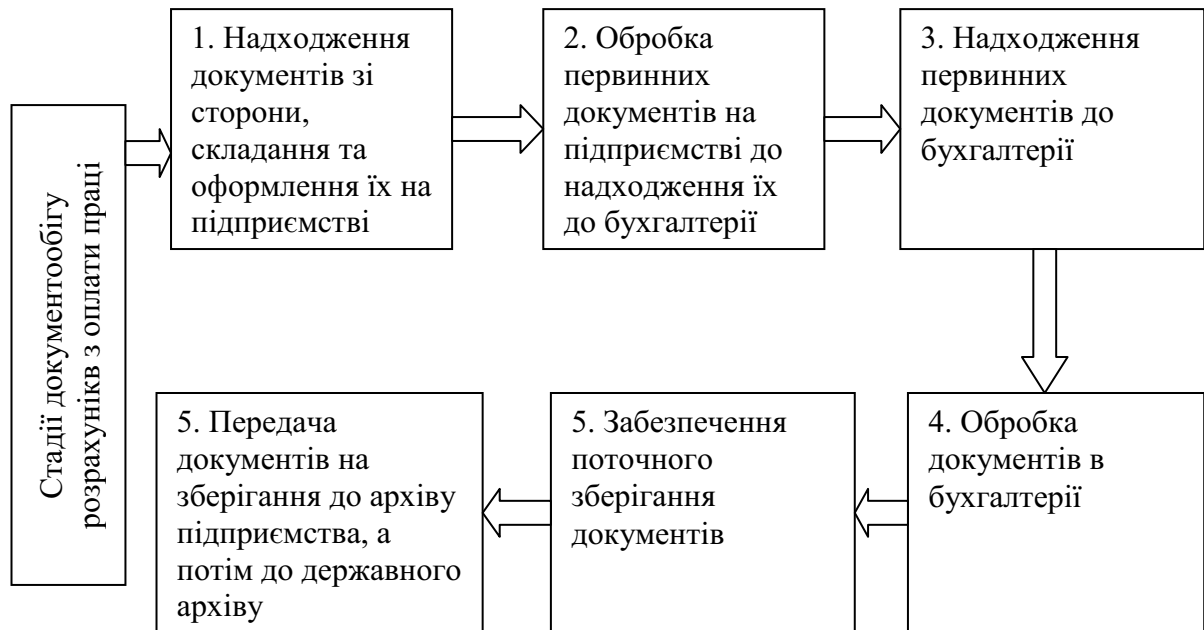 Стадії документообігу
розрахуніків з оплати праці
1. Надходження
документів зі
сторони,
складання та
оформлення їх на
підприємстві
2. Обробка
первинних
документів на
підприємстві до
надходження їх
до бухгалтерії
3. Надходження
первинних
документів до
бухгалтерії
4. Обробка
документів в
бухгалтерії
5. Забезпечення
поточного
зберігання
документів
5. Передача
документів на
зберігання до архіву
підприємства, а
потім до державного
архіву